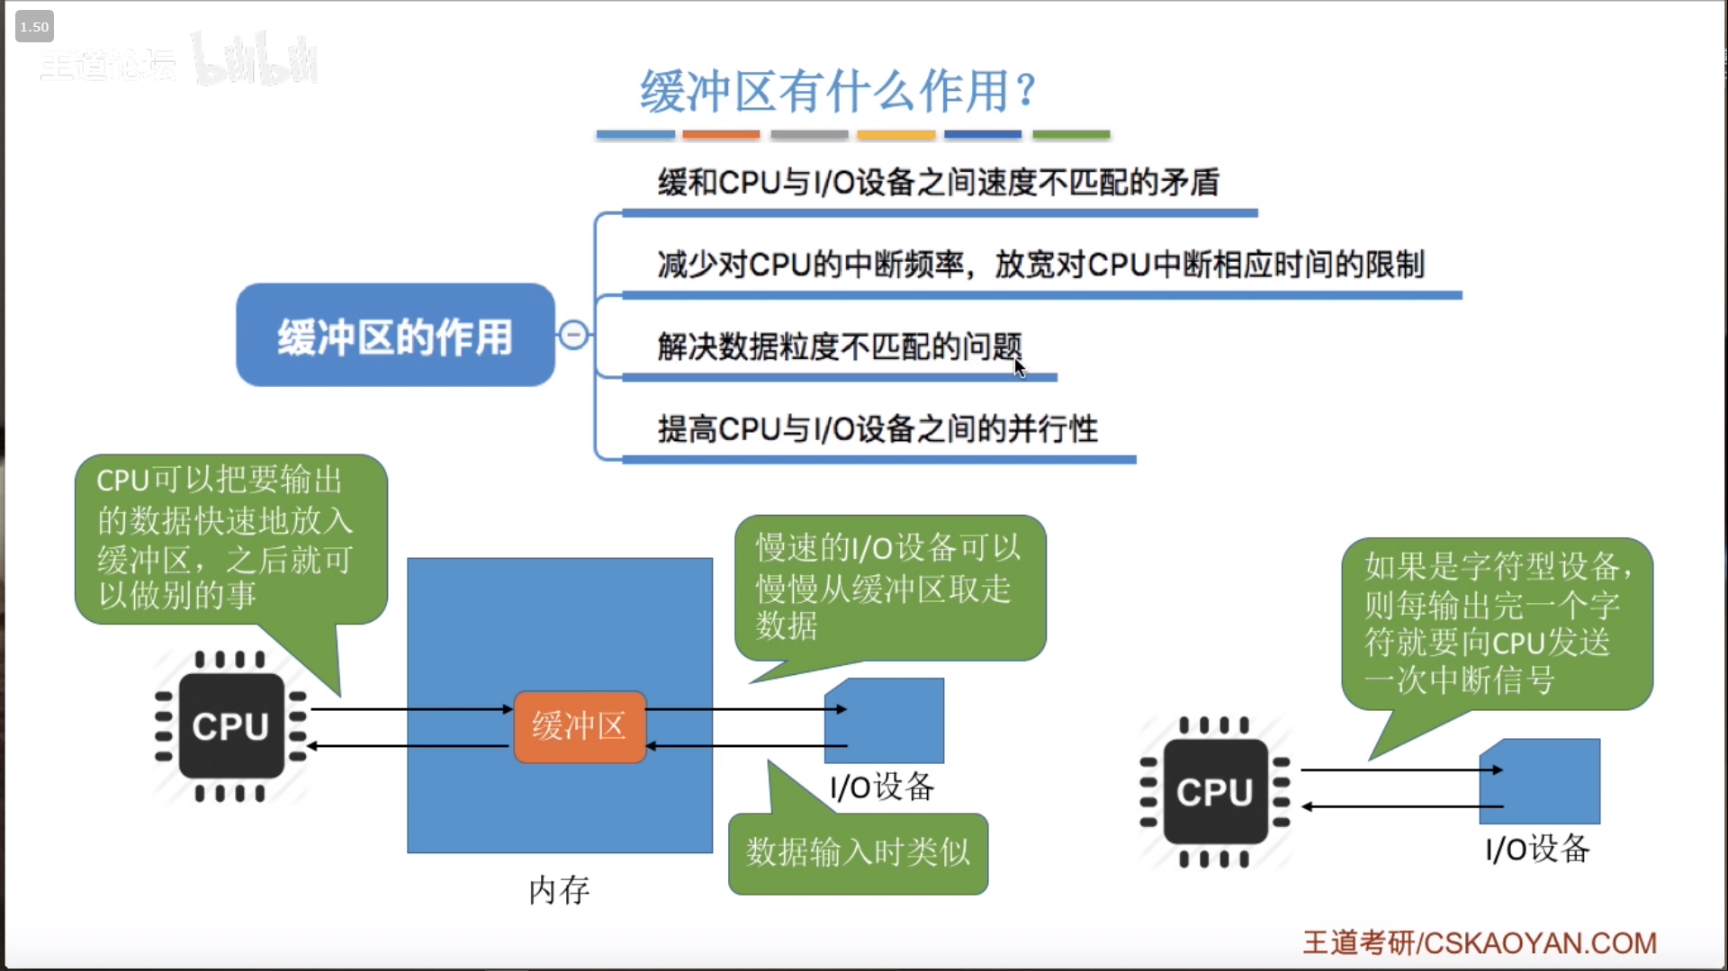 1.50
王道论坛 bilibili
缓冲区有什么作用？
缓和CPU与I/O设备之间速度不匹配的矛盾
减少对CPU的中断频率，放宽对CPU中断相应时间的限制
缓冲区的作用
解决数据粒度不匹配的问题
提高CPU与I/O设备之间的并行性
CPU可以把要输出
的数据快速地放入
缓冲区，之后就可
以做别的事
慢速的I/O设备可以
慢慢从缓冲区取走
数据
如果是字符型设备，
则每输出完一个字
符就要向CPU发送
一次中断信号
CPU
缓冲区
I/O设备
数据输入时类似
内存
CPU
I/O设备
王道考研/CSKAOYAN.COM